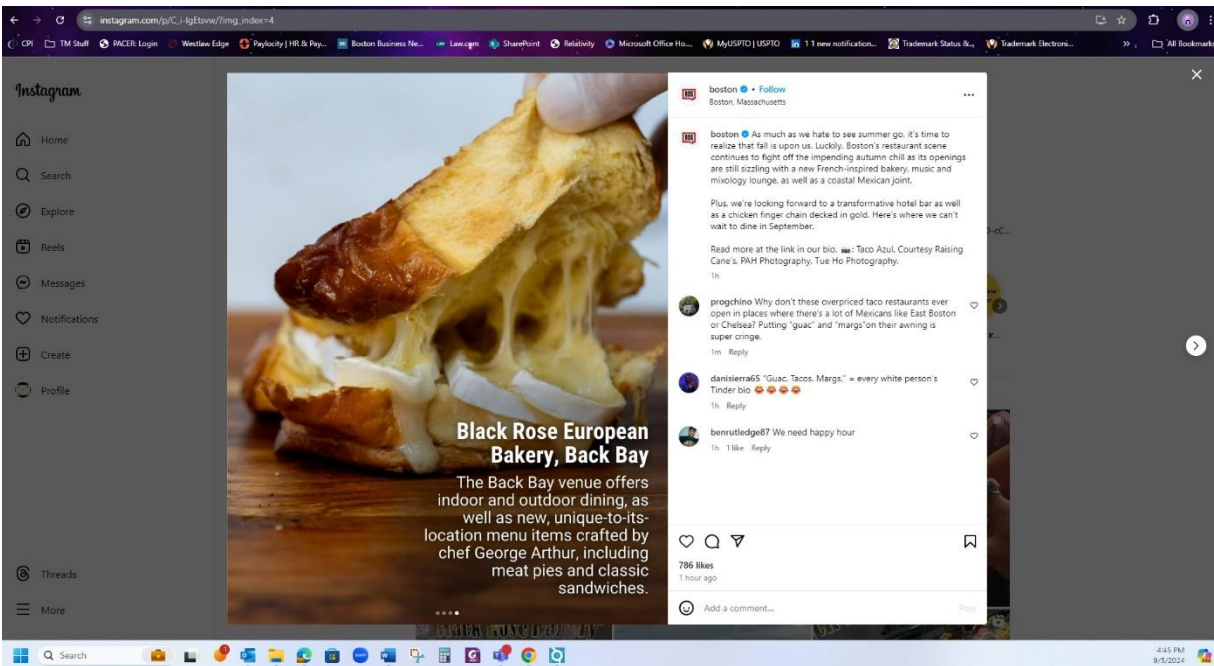 instagram.com/p/C_i-lgEtsvw/?img_index=4
CPI TM Stuff PACER: Login Westlaw Edge Paylocity | HR & Pay... Boston Business Ne... Law.com SharePoint Relativity Microsoft Office Ho... MyUSPTO | USPTO 1 1 new notification... Trademark Status &... Trademark Electroni... » All Bookmarks
Instagram
Home
Search
Explore
Reels
Messages
Notifications
Create
Profile
Threads
More
Black Rose European
Bakery, Back Bay
The Back Bay venue offers
indoor and outdoor dining, as
well as new, unique-to-its-
location menu items crafted by
chef George Arthur, including
meat pies and classic
sandwiches.
boston • Follow
Boston, Massachusetts
boston As much as we hate to see summer go, it's time to
realize that fall is upon us. Luckily, Boston's restaurant scene
continues to fight off the impending autumn chill as its openings
are still sizzling with a new French-inspired bakery, music and
mixology lounge, as well as a coastal Mexican joint.
Plus, we're looking forward to a transformative hotel bar as well
as a chicken finger chain decked in gold. Here's where we can't
wait to dine in September.
Read more at the link in our bio. : Taco Azul, Courtesy Raising
Cane's, PAH Photography, Tue Ho Photography.
1h
progchino Why don't these overpriced taco restaurants ever
open in places where there's a lot of Mexicans like East Boston
or Chelsea? Putting "guac" and "margs"on their awning is
super cringe.
1m Reply
danisierra65 "Guac. Tacos. Margs." = every white person's
Tinder bio
1h Reply
benrutledge87 We need happy hour
1h 1 like Reply
786 likes
1 hour ago
Add a comment...
Post
Search
4:45 PM
9/5/2024